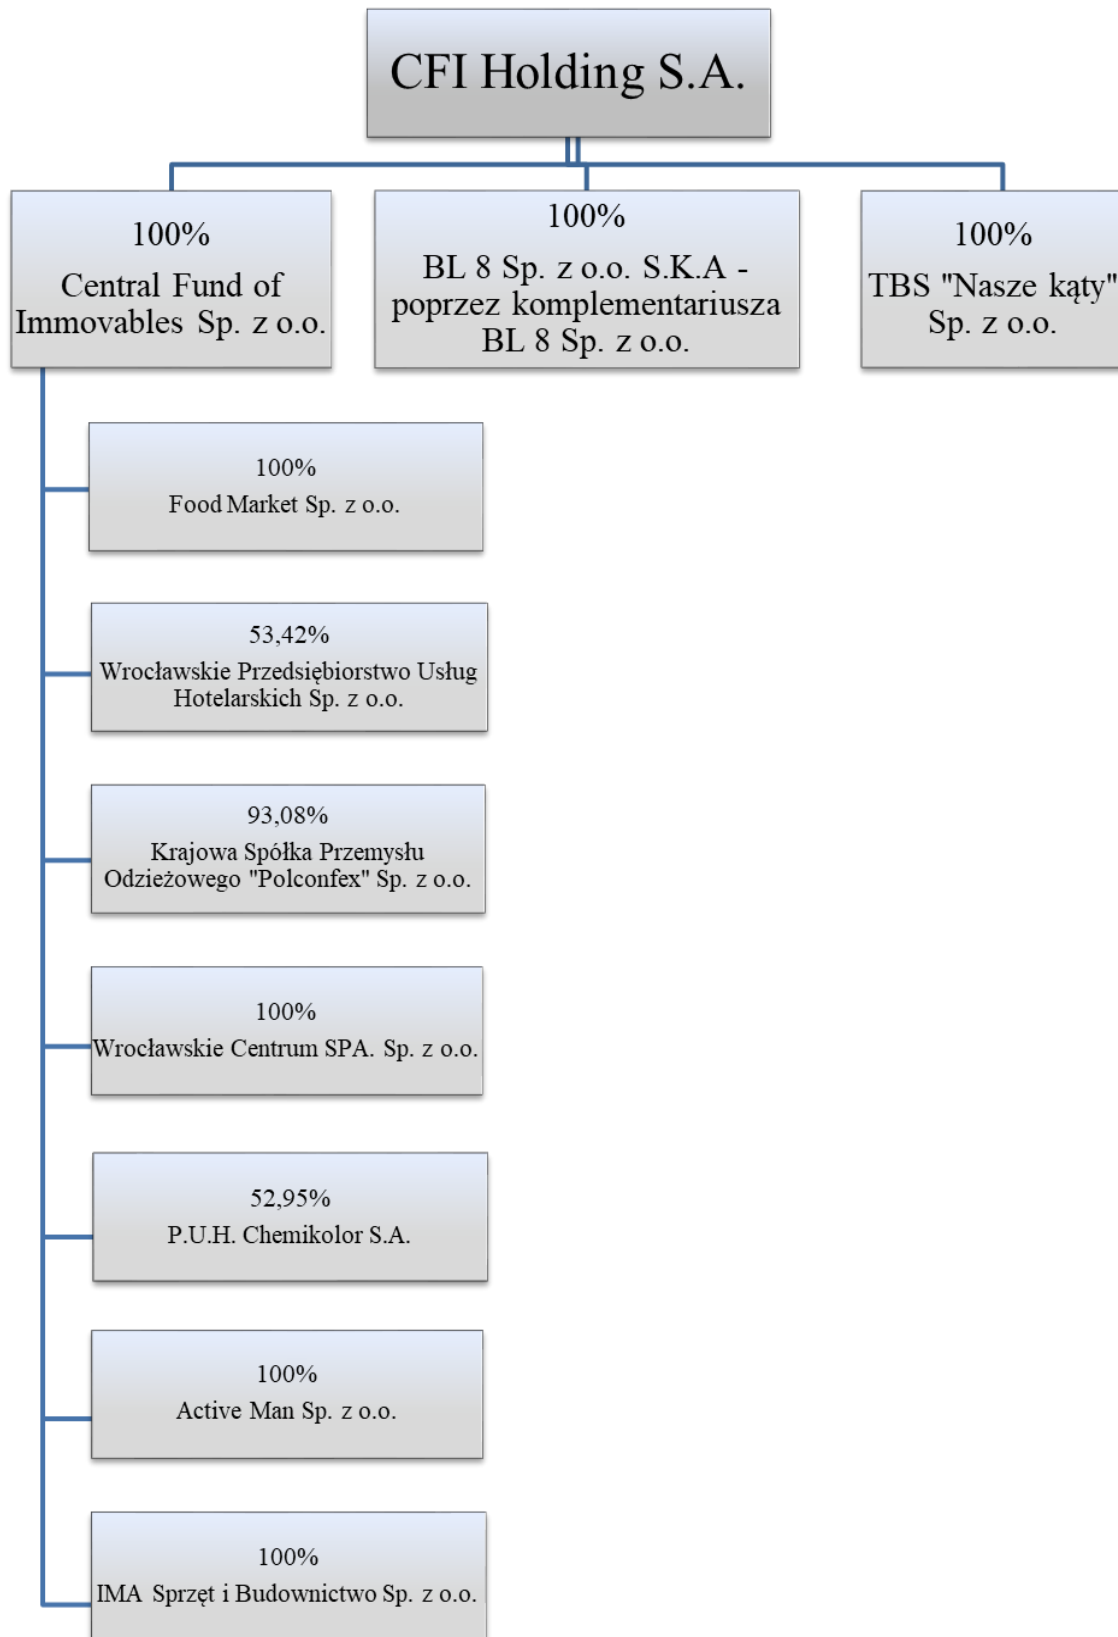 CFI Holding S.A.
100%
Central Fund of
Immovables Sp. z o.o.
100%
BL 8 Sp. z o.o. S.K.A -
poprzez komplementariusza
BL 8 Sp. z o.o.
100%
TBS "Nasze kąty"
Sp. z o.o.
100%
Food Market Sp. z o.o.
53,42%
Wrocławskie Przedsiębiorstwo Usług
Hotelarskich Sp. z o.o.
93,08%
Krajowa Spółka Przemysłu
Odzieżowego "Polconfex" Sp. z o.o.
100%
Wrocławskie Centrum SPA. Sp. z o.o.
52,95%
P.U.H. Chemikolor S.A.
100%
Active Man Sp. z o.o.
100%
IMA Sprzęt i Budownictwo Sp. z o.o.